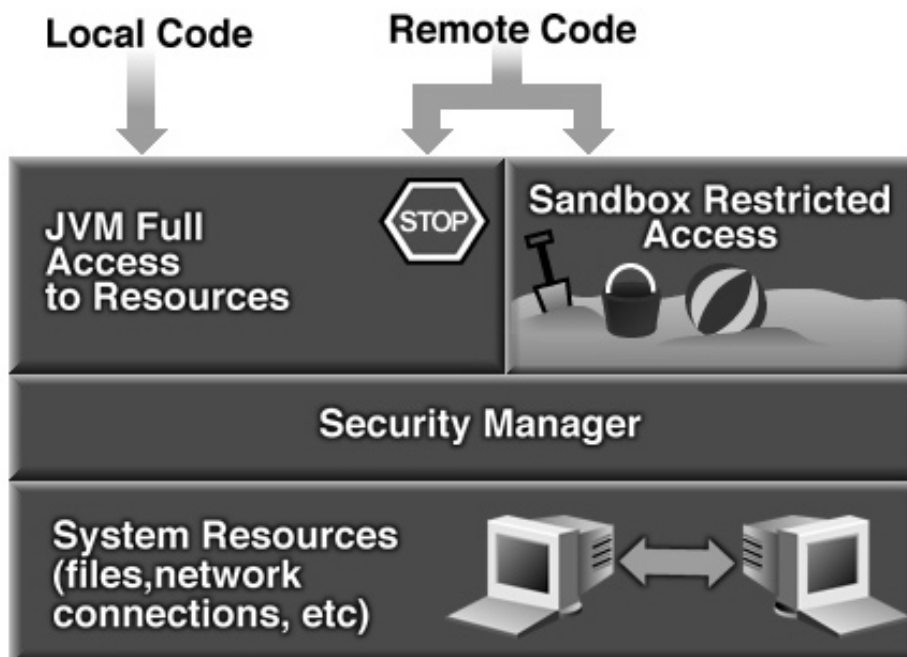 Local Code
Remote Code
JVM Full
Access
to Resources
STOP
Sandbox Restricted
Access
Security Manager
System Resources
(files,network
connections, etc)